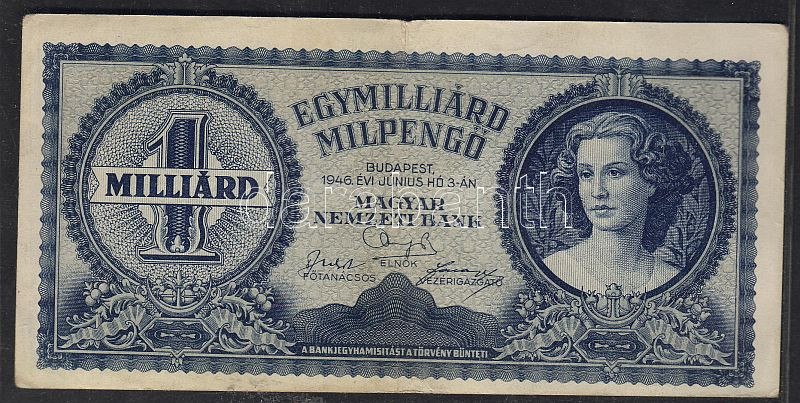 EGYMILLIÁRD
MILPENGŐ
BUDAPEST,
1946. ÉVI JÚNIUS HÓ 3-ÁN
MAGYAR
NEMZETI BANK
1
MILLIÁRD
ELNÖK
FŐTANÁCSOS
VEZÉRIGAZGATÓ
A BANKJEGYHAMISITÁST A TÖRVÉNY BÜNTETI